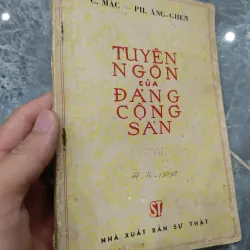 C. MÁC _ PH. ĂNG-GHEN
TUYÊN
NGÔN
CỦA
ĐẢNG
CỘNG
SẢN
ST
NHÀ XUẤT BẢN SỰ THẬT